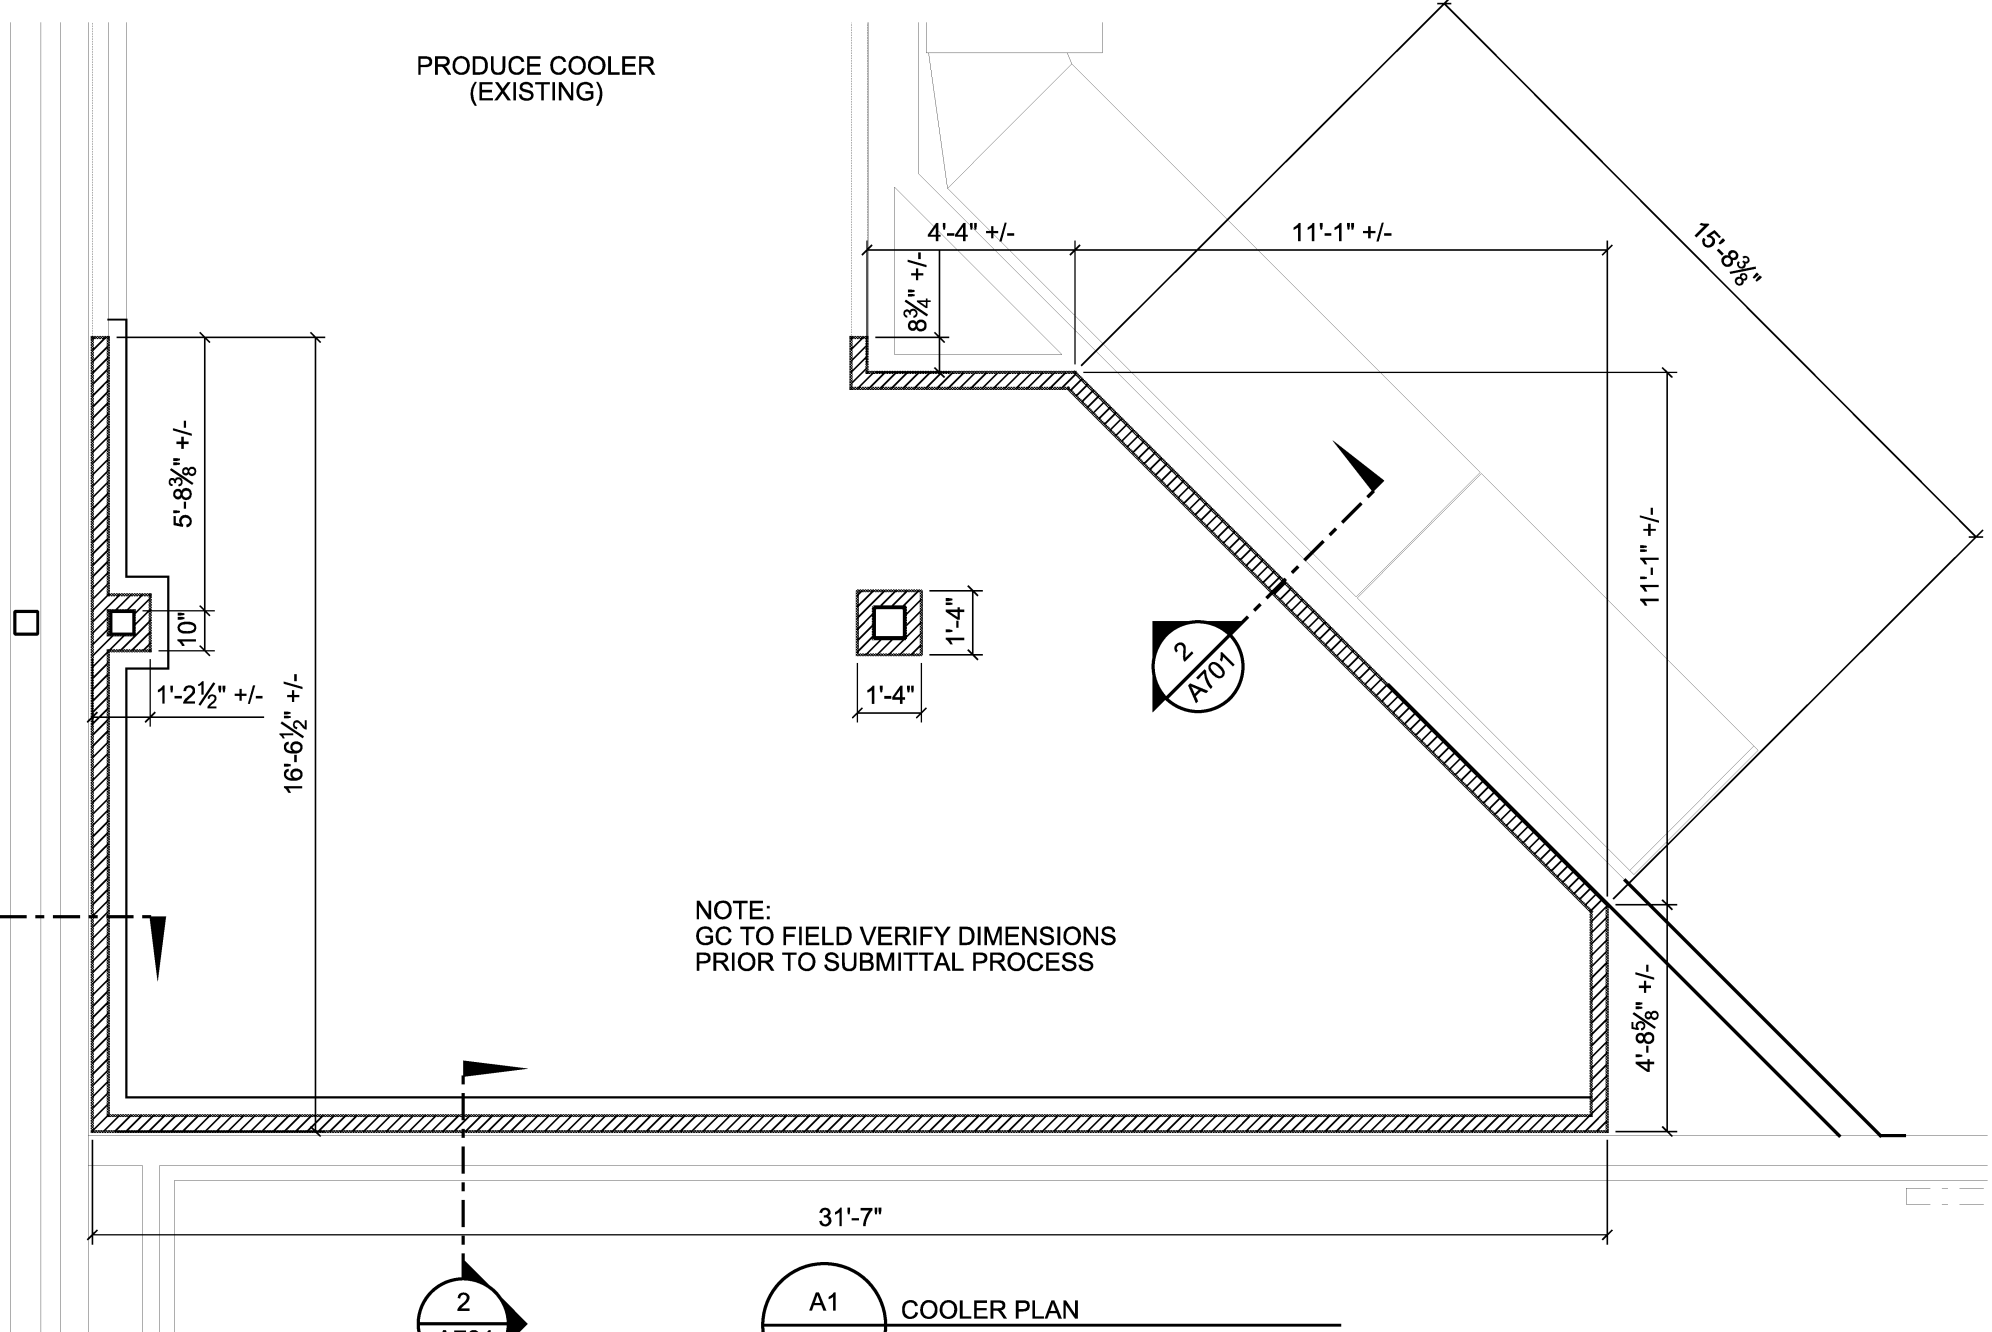 PRODUCE COOLER
(EXISTING)
4'-4" +/-
11'-1" +/-
15'-8⅜"
8¾" +/-
5'-8⅜" +/-
11'-1" +/-
10"
1'-4"
2
A701
1'-2½" +/-
1'-4"
16'-6½" +/-
NOTE:
GC TO FIELD VERIFY DIMENSIONS
PRIOR TO SUBMITTAL PROCESS
4'-8⅝" +/-
31'-7"
2
A1
COOLER PLAN